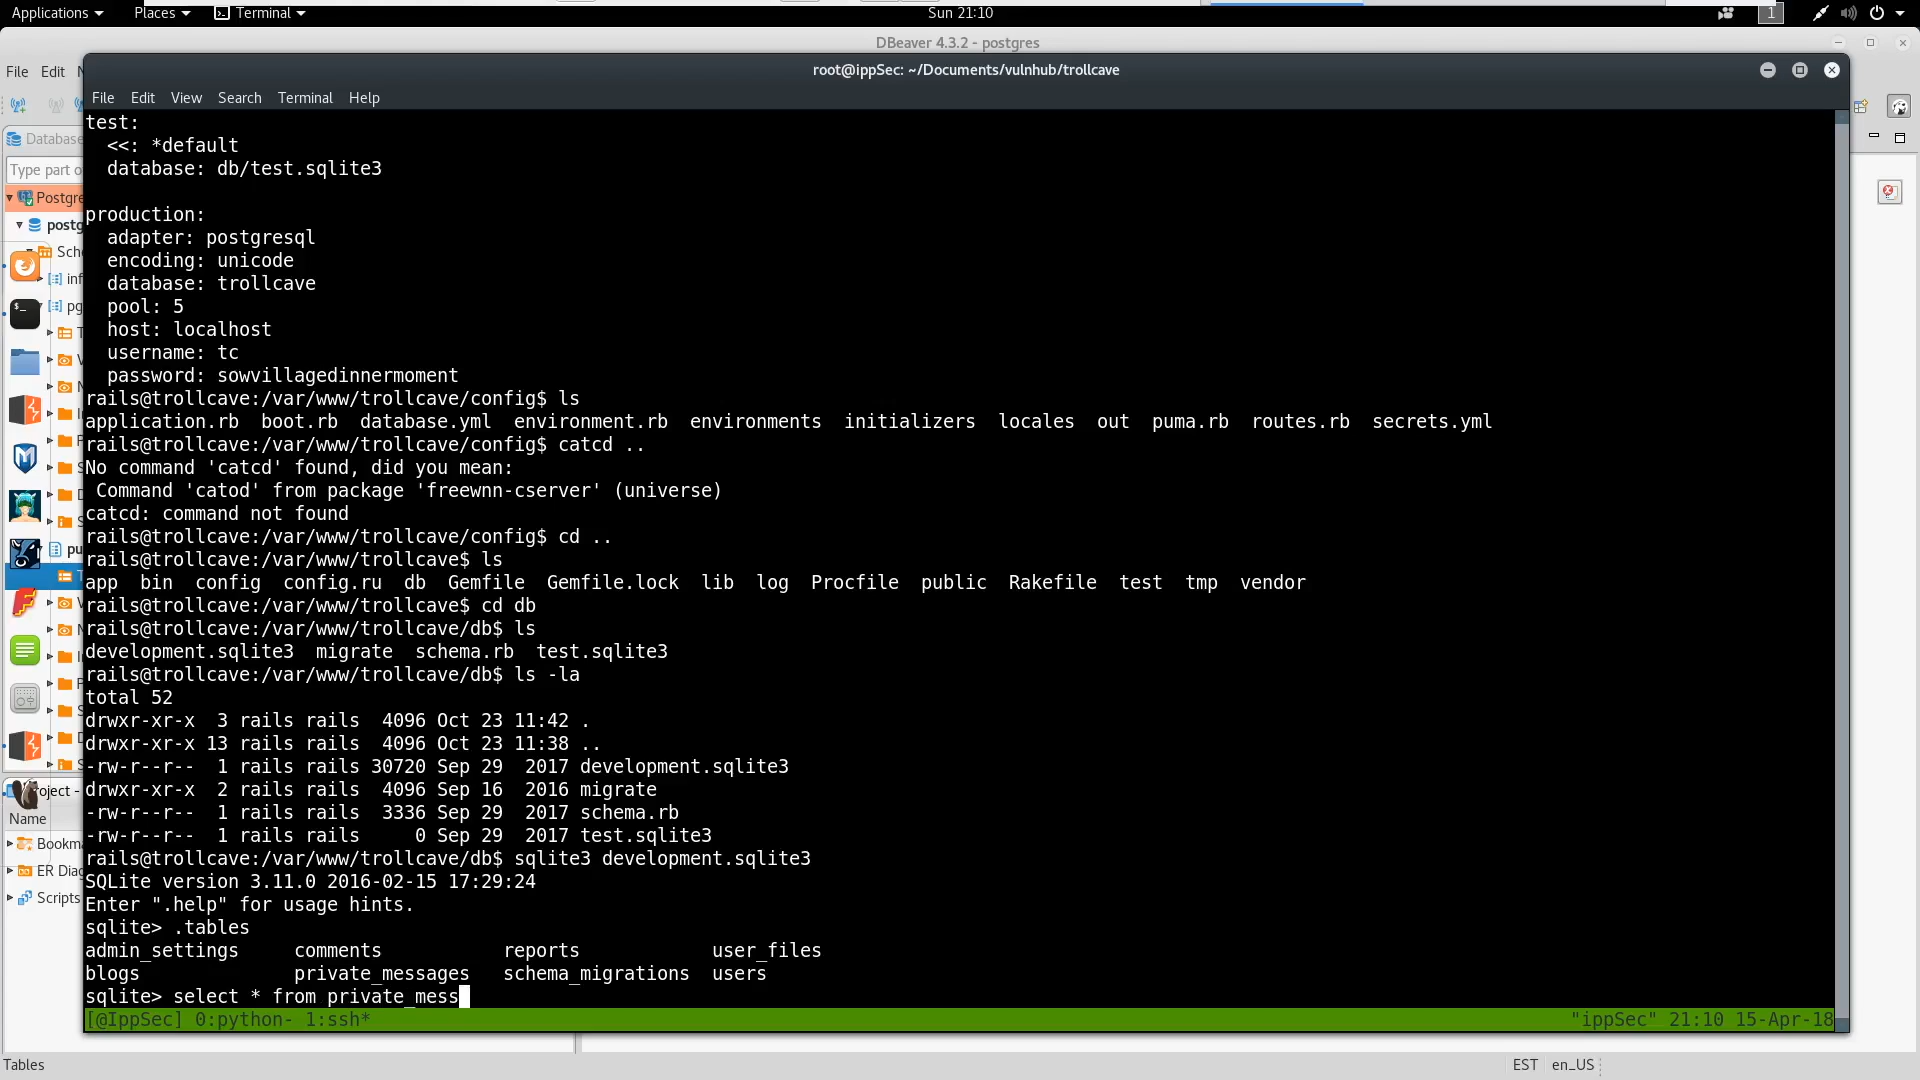 Applications Places Terminal Sun 21:10 1
DBeaver 4.3.2 - postgres
File Edit
root@ippSec: ~/Documents/vulnhub/trollcave
File Edit View Search Terminal Help
Database
Type part o
Postgre
postg
Sche
inf
pg
pu
roject -
Name
Bookma
ER Diag
Scripts
test:
  <<: *default
  database: db/test.sqlite3
production:
  adapter: postgresql
  encoding: unicode
  database: trollcave
  pool: 5
  host: localhost
  username: tc
  password: sowvillagedinnermoment
rails@trollcave:/var/www/trollcave/config$ ls
application.rb  boot.rb  database.yml  environment.rb  environments  initializers  locales  out  puma.rb  routes.rb  secrets.yml
rails@trollcave:/var/www/trollcave/config$ catcd ..
No command 'catcd' found, did you mean:
 Command 'catod' from package 'freewnn-cserver' (universe)
catcd: command not found
rails@trollcave:/var/www/trollcave/config$ cd ..
rails@trollcave:/var/www/trollcave$ ls
app  bin  config  config.ru  db  Gemfile  Gemfile.lock  lib  log  Procfile  public  Rakefile  test  tmp  vendor
rails@trollcave:/var/www/trollcave$ cd db
rails@trollcave:/var/www/trollcave/db$ ls
development.sqlite3  migrate  schema.rb  test.sqlite3
rails@trollcave:/var/www/trollcave/db$ ls -la
total 52
drwxr-xr-x  3 rails rails  4096 Oct 23 11:42 .
drwxr-xr-x 13 rails rails  4096 Oct 23 11:38 ..
-rw-r--r--  1 rails rails 30720 Sep 29  2017 development.sqlite3
drwxr-xr-x  2 rails rails  4096 Sep 16  2016 migrate
-rw-r--r--  1 rails rails  3336 Sep 29  2017 schema.rb
-rw-r--r--  1 rails rails     0 Sep 29  2017 test.sqlite3
rails@trollcave:/var/www/trollcave/db$ sqlite3 development.sqlite3
SQLite version 3.11.0 2016-02-15 17:29:24
Enter ".help" for usage hints.
sqlite> .tables
admin_settings     comments           reports            user_files
blogs              private_messages   schema_migrations  users
sqlite> select * from private_mess
[@IppSec] 0:python- 1:ssh* "ippSec" 21:10 15-Apr-18
Tables EST en_US